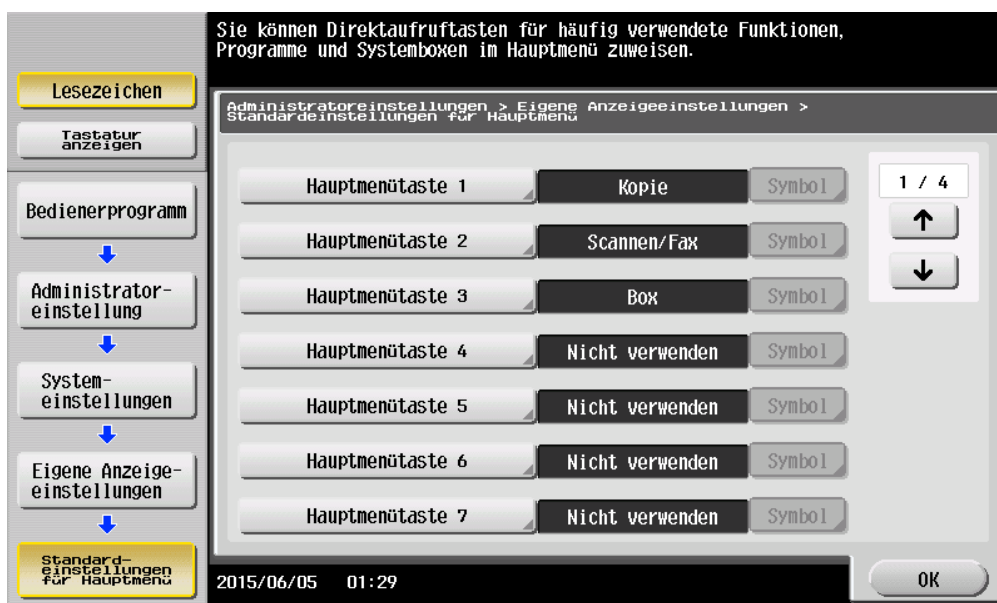 Sie können Direktaufruftasten für häufig verwendete Funktionen,
Programme und Systemboxen im Hauptmenü zuweisen.
Lesezeichen
Tastatur
anzeigen
Bedienerprogramm
Administrator-
einstellung
System-
einstellungen
Eigene Anzeige-
einstellungen
Standard-
einstellungen
für Hauptmenü
Administratoreinstellungen > Eigene Anzeigeeinstellungen >
Standardeinstellungen für Hauptmenü
Hauptmenütaste 1 Kopie Symbol
Hauptmenütaste 2 Scannen/Fax Symbol
Hauptmenütaste 3 Box Symbol
Hauptmenütaste 4 Nicht verwenden Symbol
Hauptmenütaste 5 Nicht verwenden Symbol
Hauptmenütaste 6 Nicht verwenden Symbol
Hauptmenütaste 7 Nicht verwenden Symbol
1 / 4
2015/06/05 01:29
OK